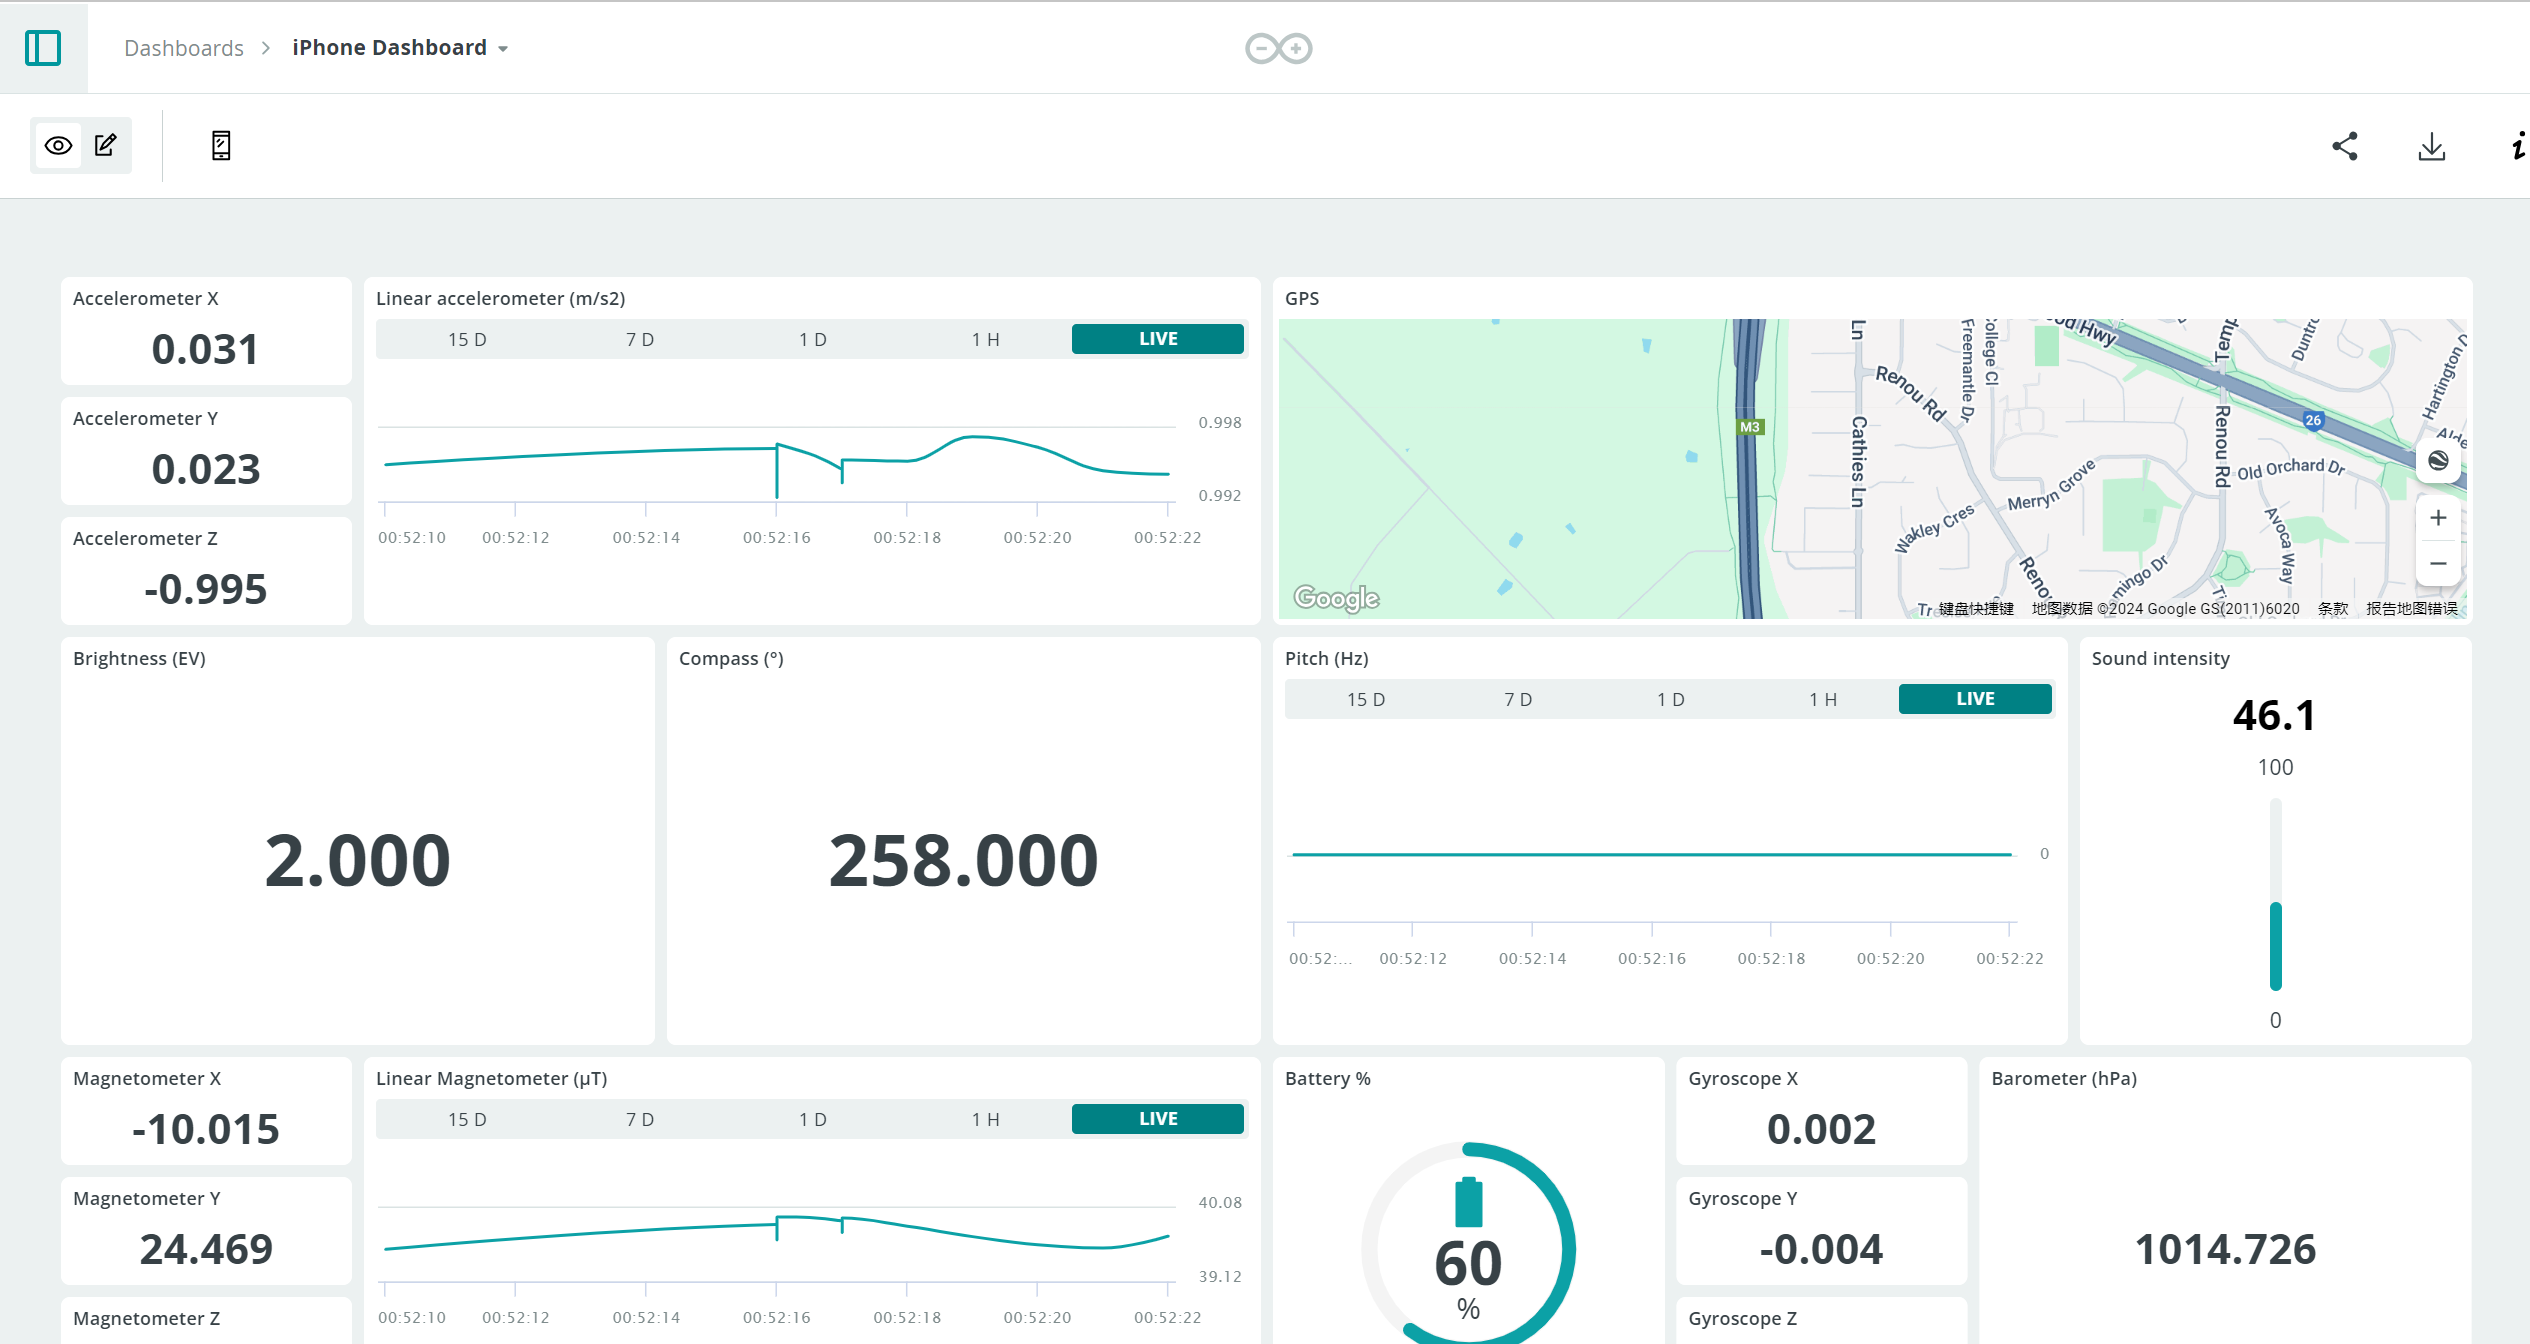 Dashboards > iPhone Dashboard
Accelerometer X
0.031
Accelerometer Y
0.023
Accelerometer Z
-0.995
Linear accelerometer (m/s2)
15 D 7 D 1 D 1 H LIVE
0.998
0.992
00:52:10 00:52:12 00:52:14 00:52:16 00:52:18 00:52:20 00:52:22
GPS
M3
Cathies Ln
Ln
Renou Rd
Freemantle Dr
Hwy
26
Renou Rd
Old Orchard Dr
Merryn Grove
Wakley Cres
Avoca Way
Google
键盘快捷键 地图数据 ©2024 Google GS(2011)6020 条款 报告地图错误
Brightness (EV)
2.000
Compass (°)
258.000
Pitch (Hz)
15 D 7 D 1 D 1 H LIVE
0
00:52:... 00:52:12 00:52:14 00:52:16 00:52:18 00:52:20 00:52:22
Sound intensity
46.1
100
0
Magnetometer X
-10.015
Magnetometer Y
24.469
Magnetometer Z
Linear Magnetometer (µT)
15 D 7 D 1 D 1 H LIVE
40.08
39.12
00:52:10 00:52:12 00:52:14 00:52:16 00:52:18 00:52:20 00:52:22
Battery %
60
%
Gyroscope X
0.002
Gyroscope Y
-0.004
Gyroscope Z
Barometer (hPa)
1014.726